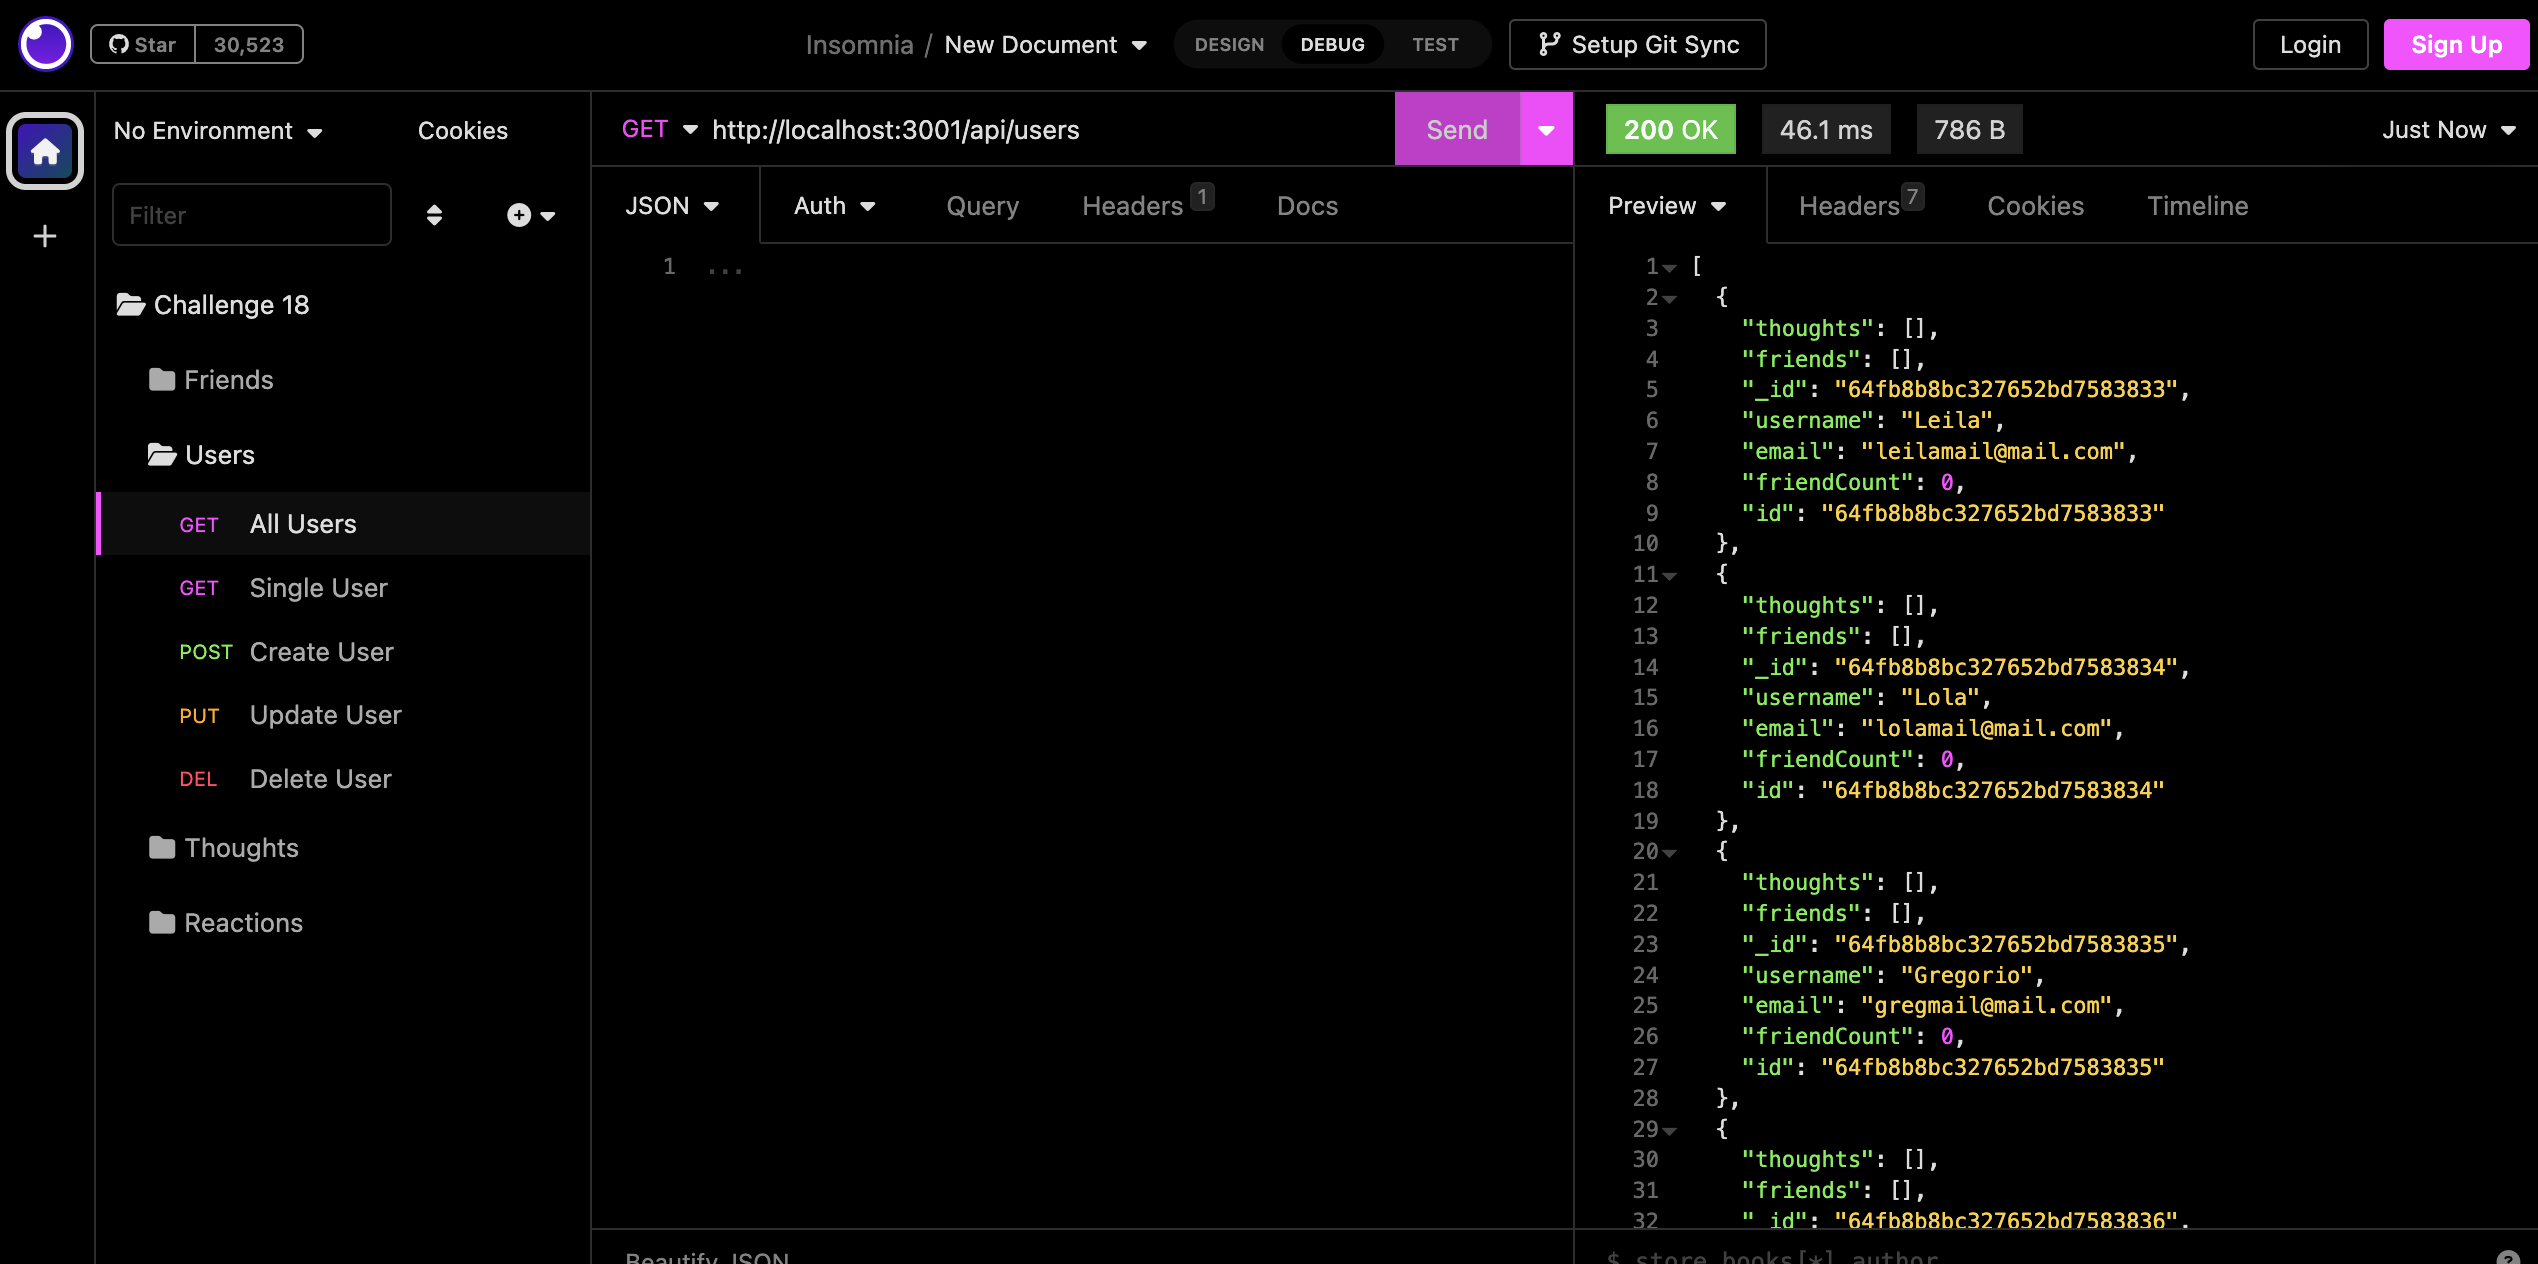 Star 30,523
Insomnia / New Document
DESIGN DEBUG TEST
Setup Git Sync
Login
Sign Up
No Environment
Cookies
Filter
Challenge 18
Friends
Users
GET All Users
GET Single User
POST Create User
PUT Update User
DEL Delete User
Thoughts
Reactions
GET http://localhost:3001/api/users
Send
JSON Auth Query Headers 1 Docs
1 ...
Beautify JSON
200 OK 46.1 ms 786 B Just Now
Preview Headers 7 Cookies Timeline
1 [
2 {
3 "thoughts": [],
4 "friends": [],
5 "_id": "64fb8b8bc327652bd7583833",
6 "username": "Leila",
7 "email": "leilamail@mail.com",
8 "friendCount": 0,
9 "id": "64fb8b8bc327652bd7583833"
10 },
11 {
12 "thoughts": [],
13 "friends": [],
14 "_id": "64fb8b8bc327652bd7583834",
15 "username": "Lola",
16 "email": "lolamail@mail.com",
17 "friendCount": 0,
18 "id": "64fb8b8bc327652bd7583834"
19 },
20 {
21 "thoughts": [],
22 "friends": [],
23 "_id": "64fb8b8bc327652bd7583835",
24 "username": "Gregorio",
25 "email": "gregmail@mail.com",
26 "friendCount": 0,
27 "id": "64fb8b8bc327652bd7583835"
28 },
29 {
30 "thoughts": [],
31 "friends": [],
32 "_id": "64fb8b8bc327652bd7583836",
$.store.books[*].author